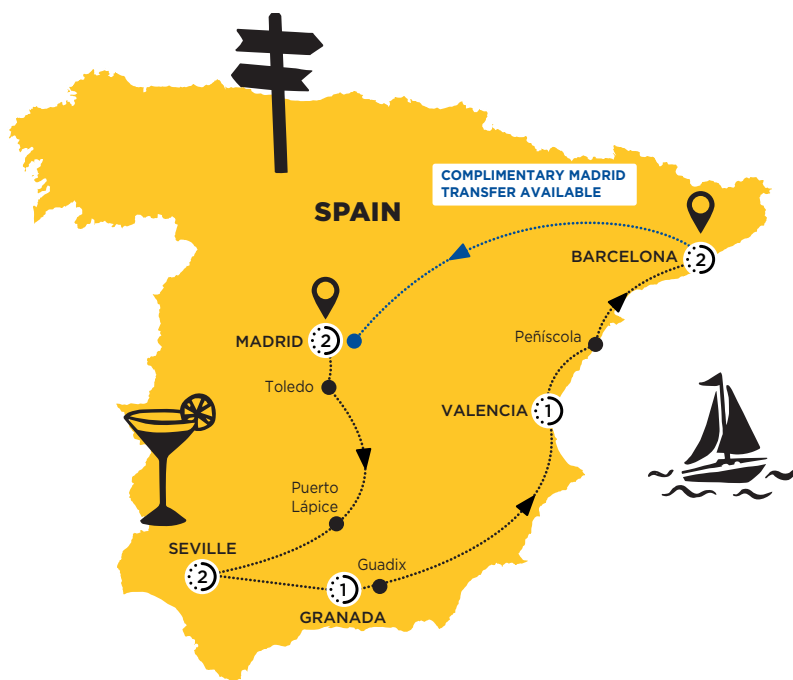 COMPLIMENTARY MADRID
TRANSFER AVAILABLE
SPAIN
BARCELONA
2
MADRID
2
Peñíscola
Toledo
VALENCIA
1
Puerto
Lápice
SEVILLE
2
Guadix
1
GRANADA